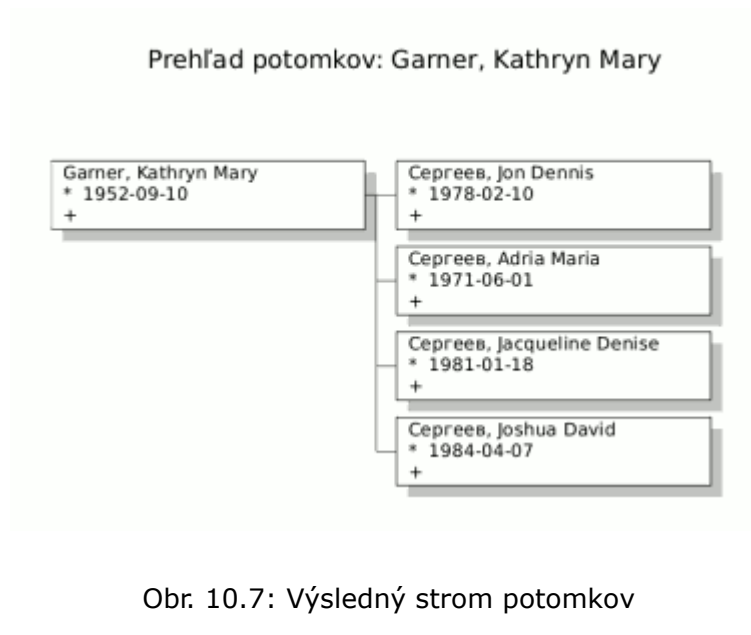 Prehľad potomkov: Garner, Kathryn Mary
Garner, Kathryn Mary
* 1952-09-10
+
Сергеев, Jon Dennis
* 1978-02-10
+
Сергеев, Adria Maria
* 1971-06-01
+
Сергеев, Jacqueline Denise
* 1981-01-18
+
Сергеев, Joshua David
* 1984-04-07
+
Obr. 10.7: Výsledný strom potomkov